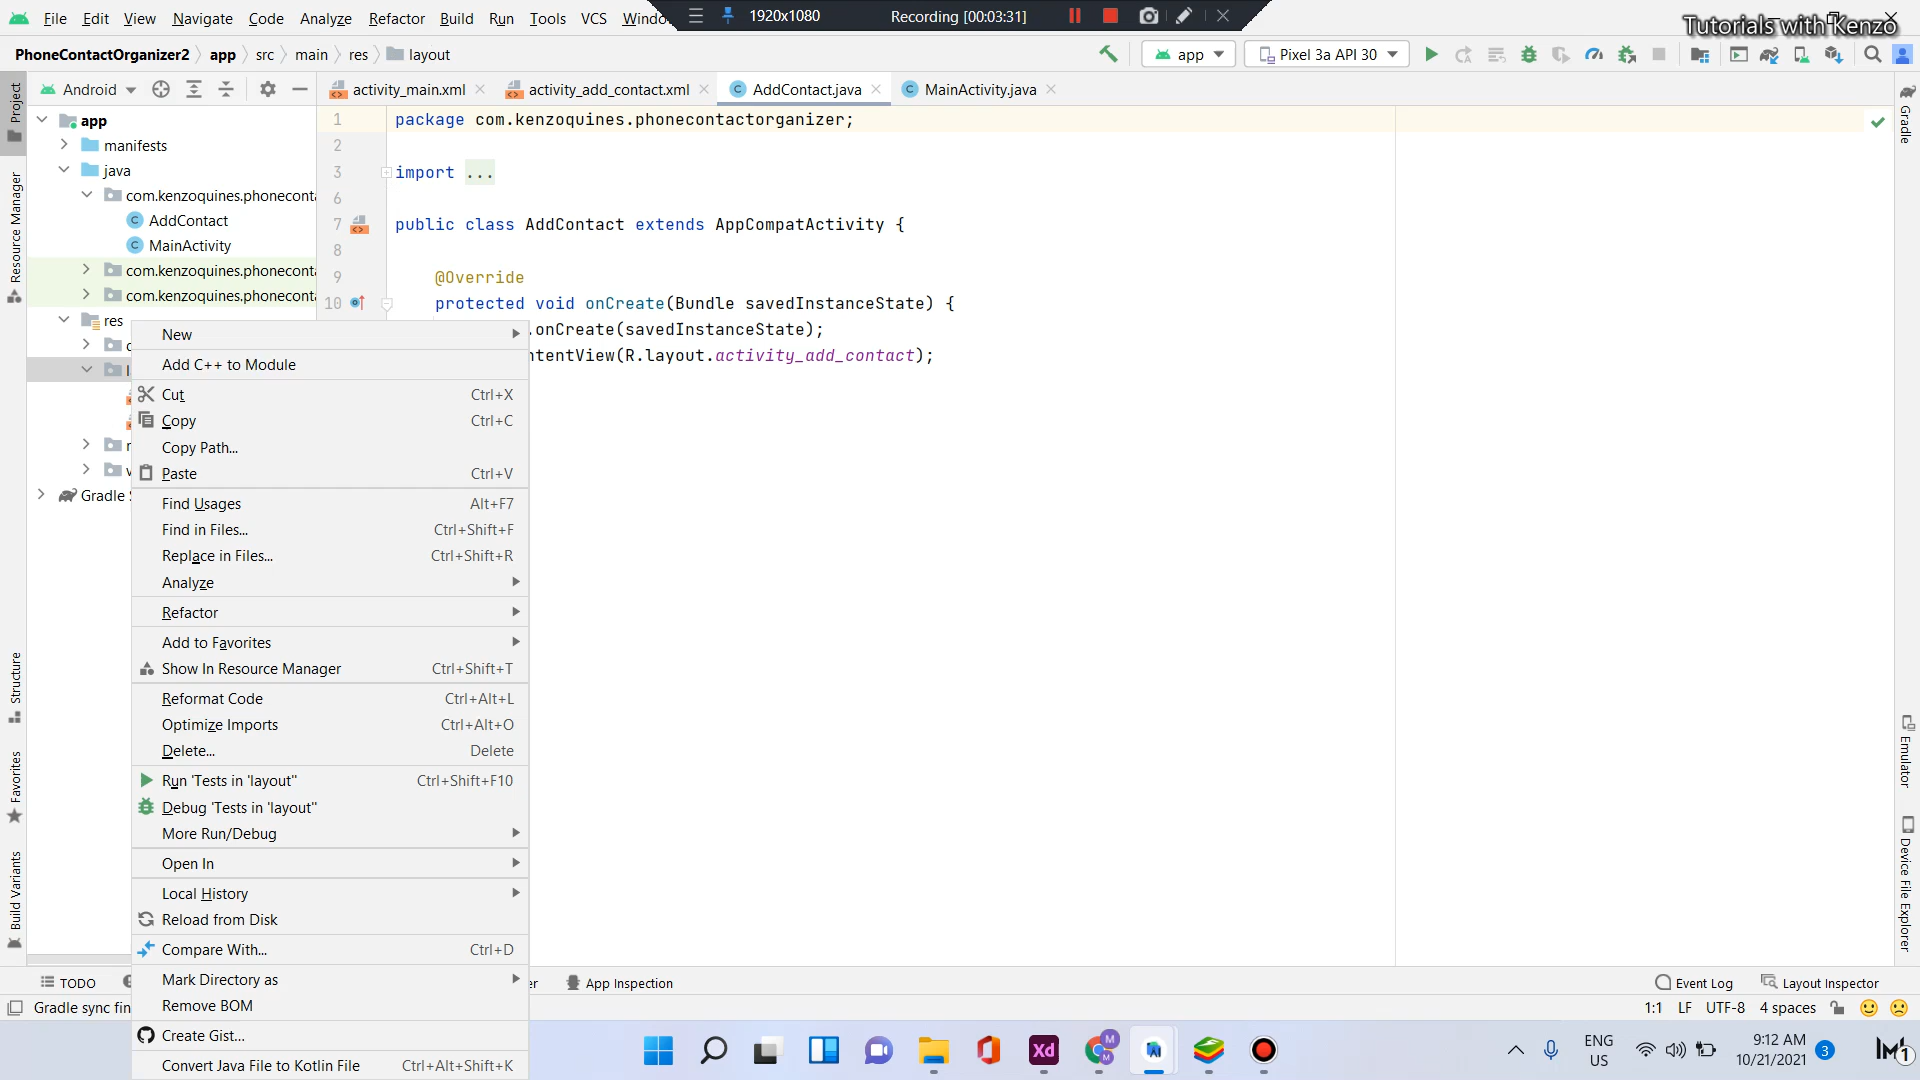 File Edit View Navigate Code Analyze Refactor Build Run Tools VCS Windo
1920x1080 Recording [00:03:31]
Tutorials with Kenzo
PhoneContactOrganizer2 app src main res layout
app Pixel 3a API 30
Android
activity_main.xml activity_add_contact.xml AddContact.java MainActivity.java
Project
Resource Manager
Structure
Favorites
Build Variants
app
manifests
java
com.kenzoquines.phoneconta
AddContact
MainActivity
com.kenzoquines.phoneconta
com.kenzoquines.phoneconta
res
Gradle
1 package com.kenzoquines.phonecontactorganizer;
2
3 import ...
6
7 public class AddContact extends AppCompatActivity {
8
9 @Override
10 protected void onCreate(Bundle savedInstanceState) {
.onCreate(savedInstanceState);
ntentView(R.layout.activity_add_contact);
New
Add C++ to Module
Cut Ctrl+X
Copy Ctrl+C
Copy Path...
Paste Ctrl+V
Find Usages Alt+F7
Find in Files... Ctrl+Shift+F
Replace in Files... Ctrl+Shift+R
Analyze
Refactor
Add to Favorites
Show In Resource Manager Ctrl+Shift+T
Reformat Code Ctrl+Alt+L
Optimize Imports Ctrl+Alt+O
Delete... Delete
Run 'Tests in 'layout'' Ctrl+Shift+F10
Debug 'Tests in 'layout''
More Run/Debug
Open In
Local History
Reload from Disk
Compare With... Ctrl+D
Mark Directory as
Remove BOM
Create Gist...
Convert Java File to Kotlin File Ctrl+Alt+Shift+K
Gradle
Emulator
Device File Explorer
TODO er App Inspection Event Log Layout Inspector
Gradle sync fin 1:1 LF UTF-8 4 spaces
Xd M M
ENG
US
9:12 AM
10/21/2021
3
1